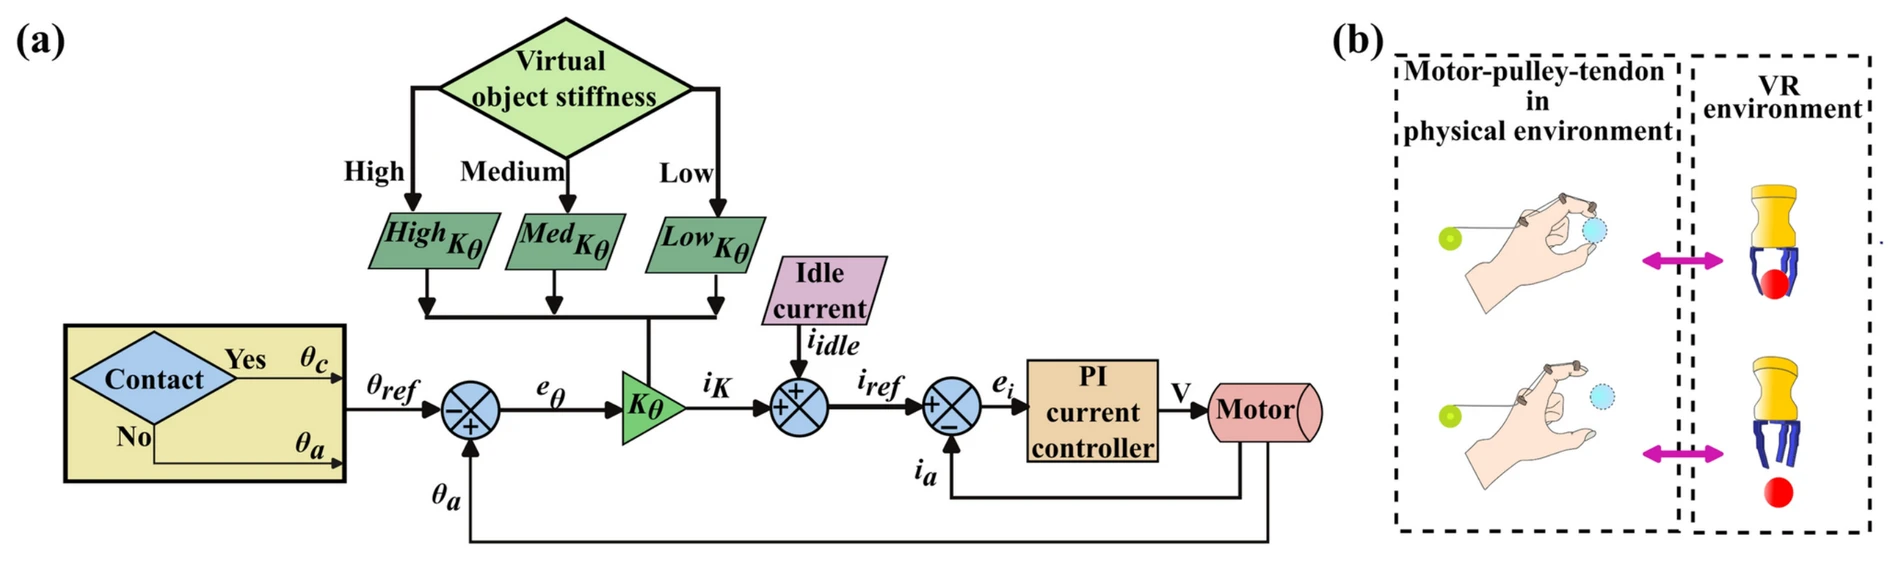 (a)
Virtual
object stiffness
High
Medium
Low
High Kθ
Med Kθ
Low Kθ
Idle
current
i idle
Contact
Yes
θc
No
θa
θref
−
+
eθ
Kθ
iK
+
+
iref
+
−
ei
PI
current
controller
V
Motor
ia
θa
(b)
Motor-pulley-tendon
in
physical environment
VR
environment